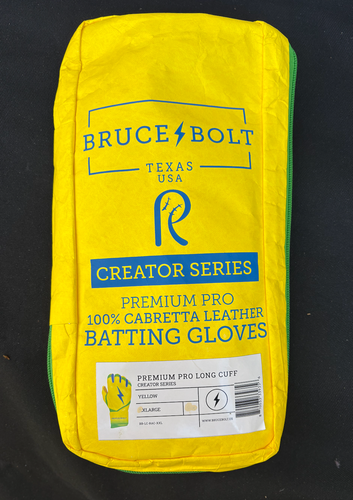 BRUCE BOLT
TEXAS
USA
R
CREATOR SERIES
PREMIUM PRO
100% CABRETTA LEATHER
BATTING GLOVES
PREMIUM PRO LONG CUFF
CREATOR SERIES
YELLOW
XLARGE